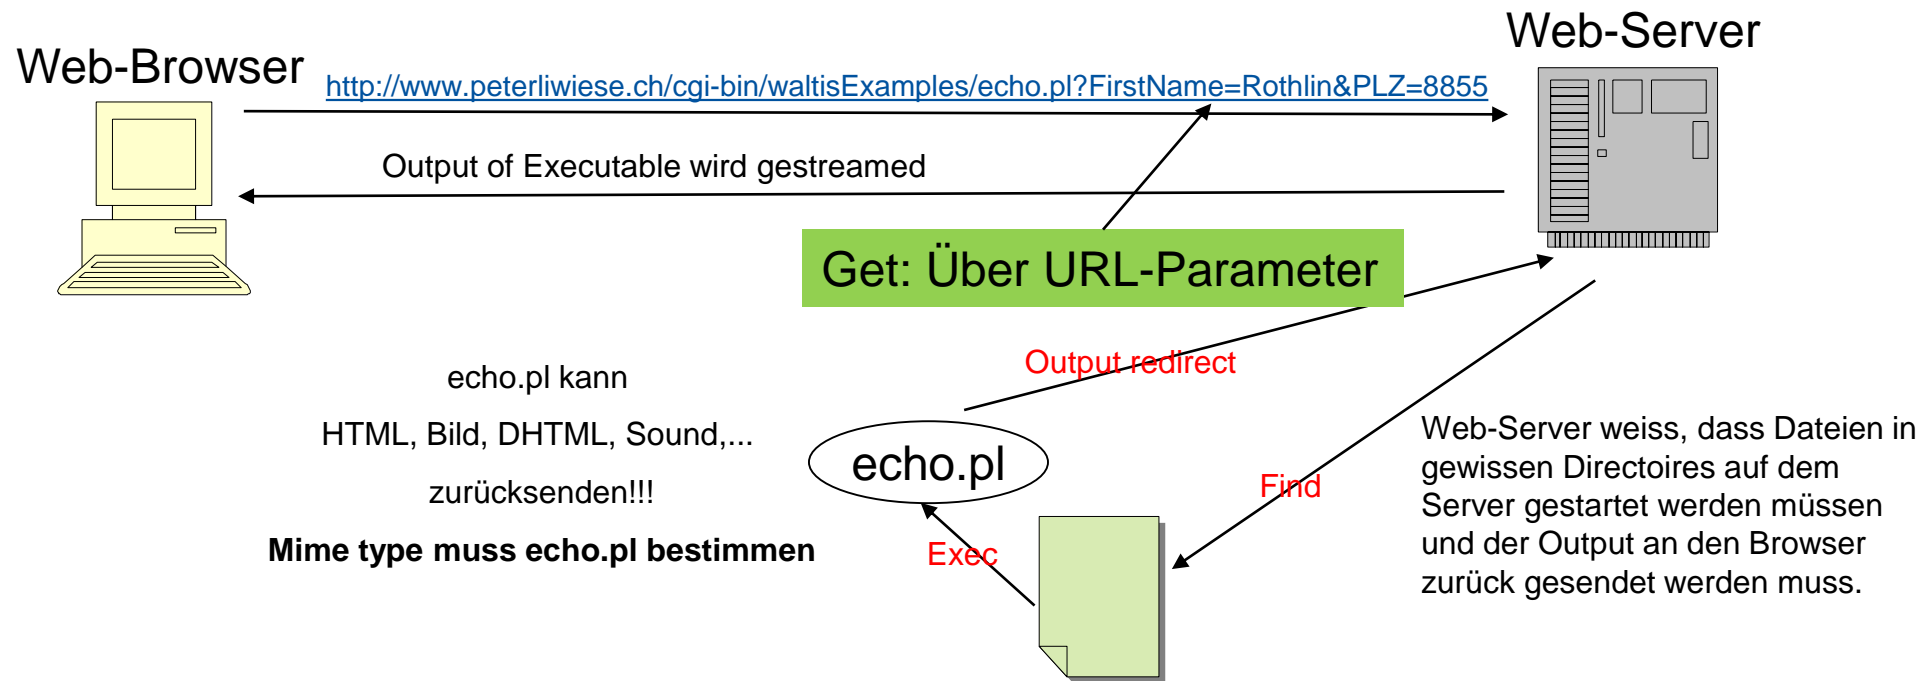 Web-Browser
Web-Server
http://www.peterliwiese.ch/cgi-bin/waltisExamples/echo.pl?FirstName=Rothlin&PLZ=8855
Output of Executable wird gestreamed
Get: Über URL-Parameter
Output redirect
echo.pl kann
HTML, Bild, DHTML, Sound,...
zurücksenden!!!
Mime type muss echo.pl bestimmen
echo.pl
Exec
Find
Web-Server weiss, dass Dateien in
gewissen Directoires auf dem
Server gestartet werden müssen
und der Output an den Browser
zurück gesendet werden muss.